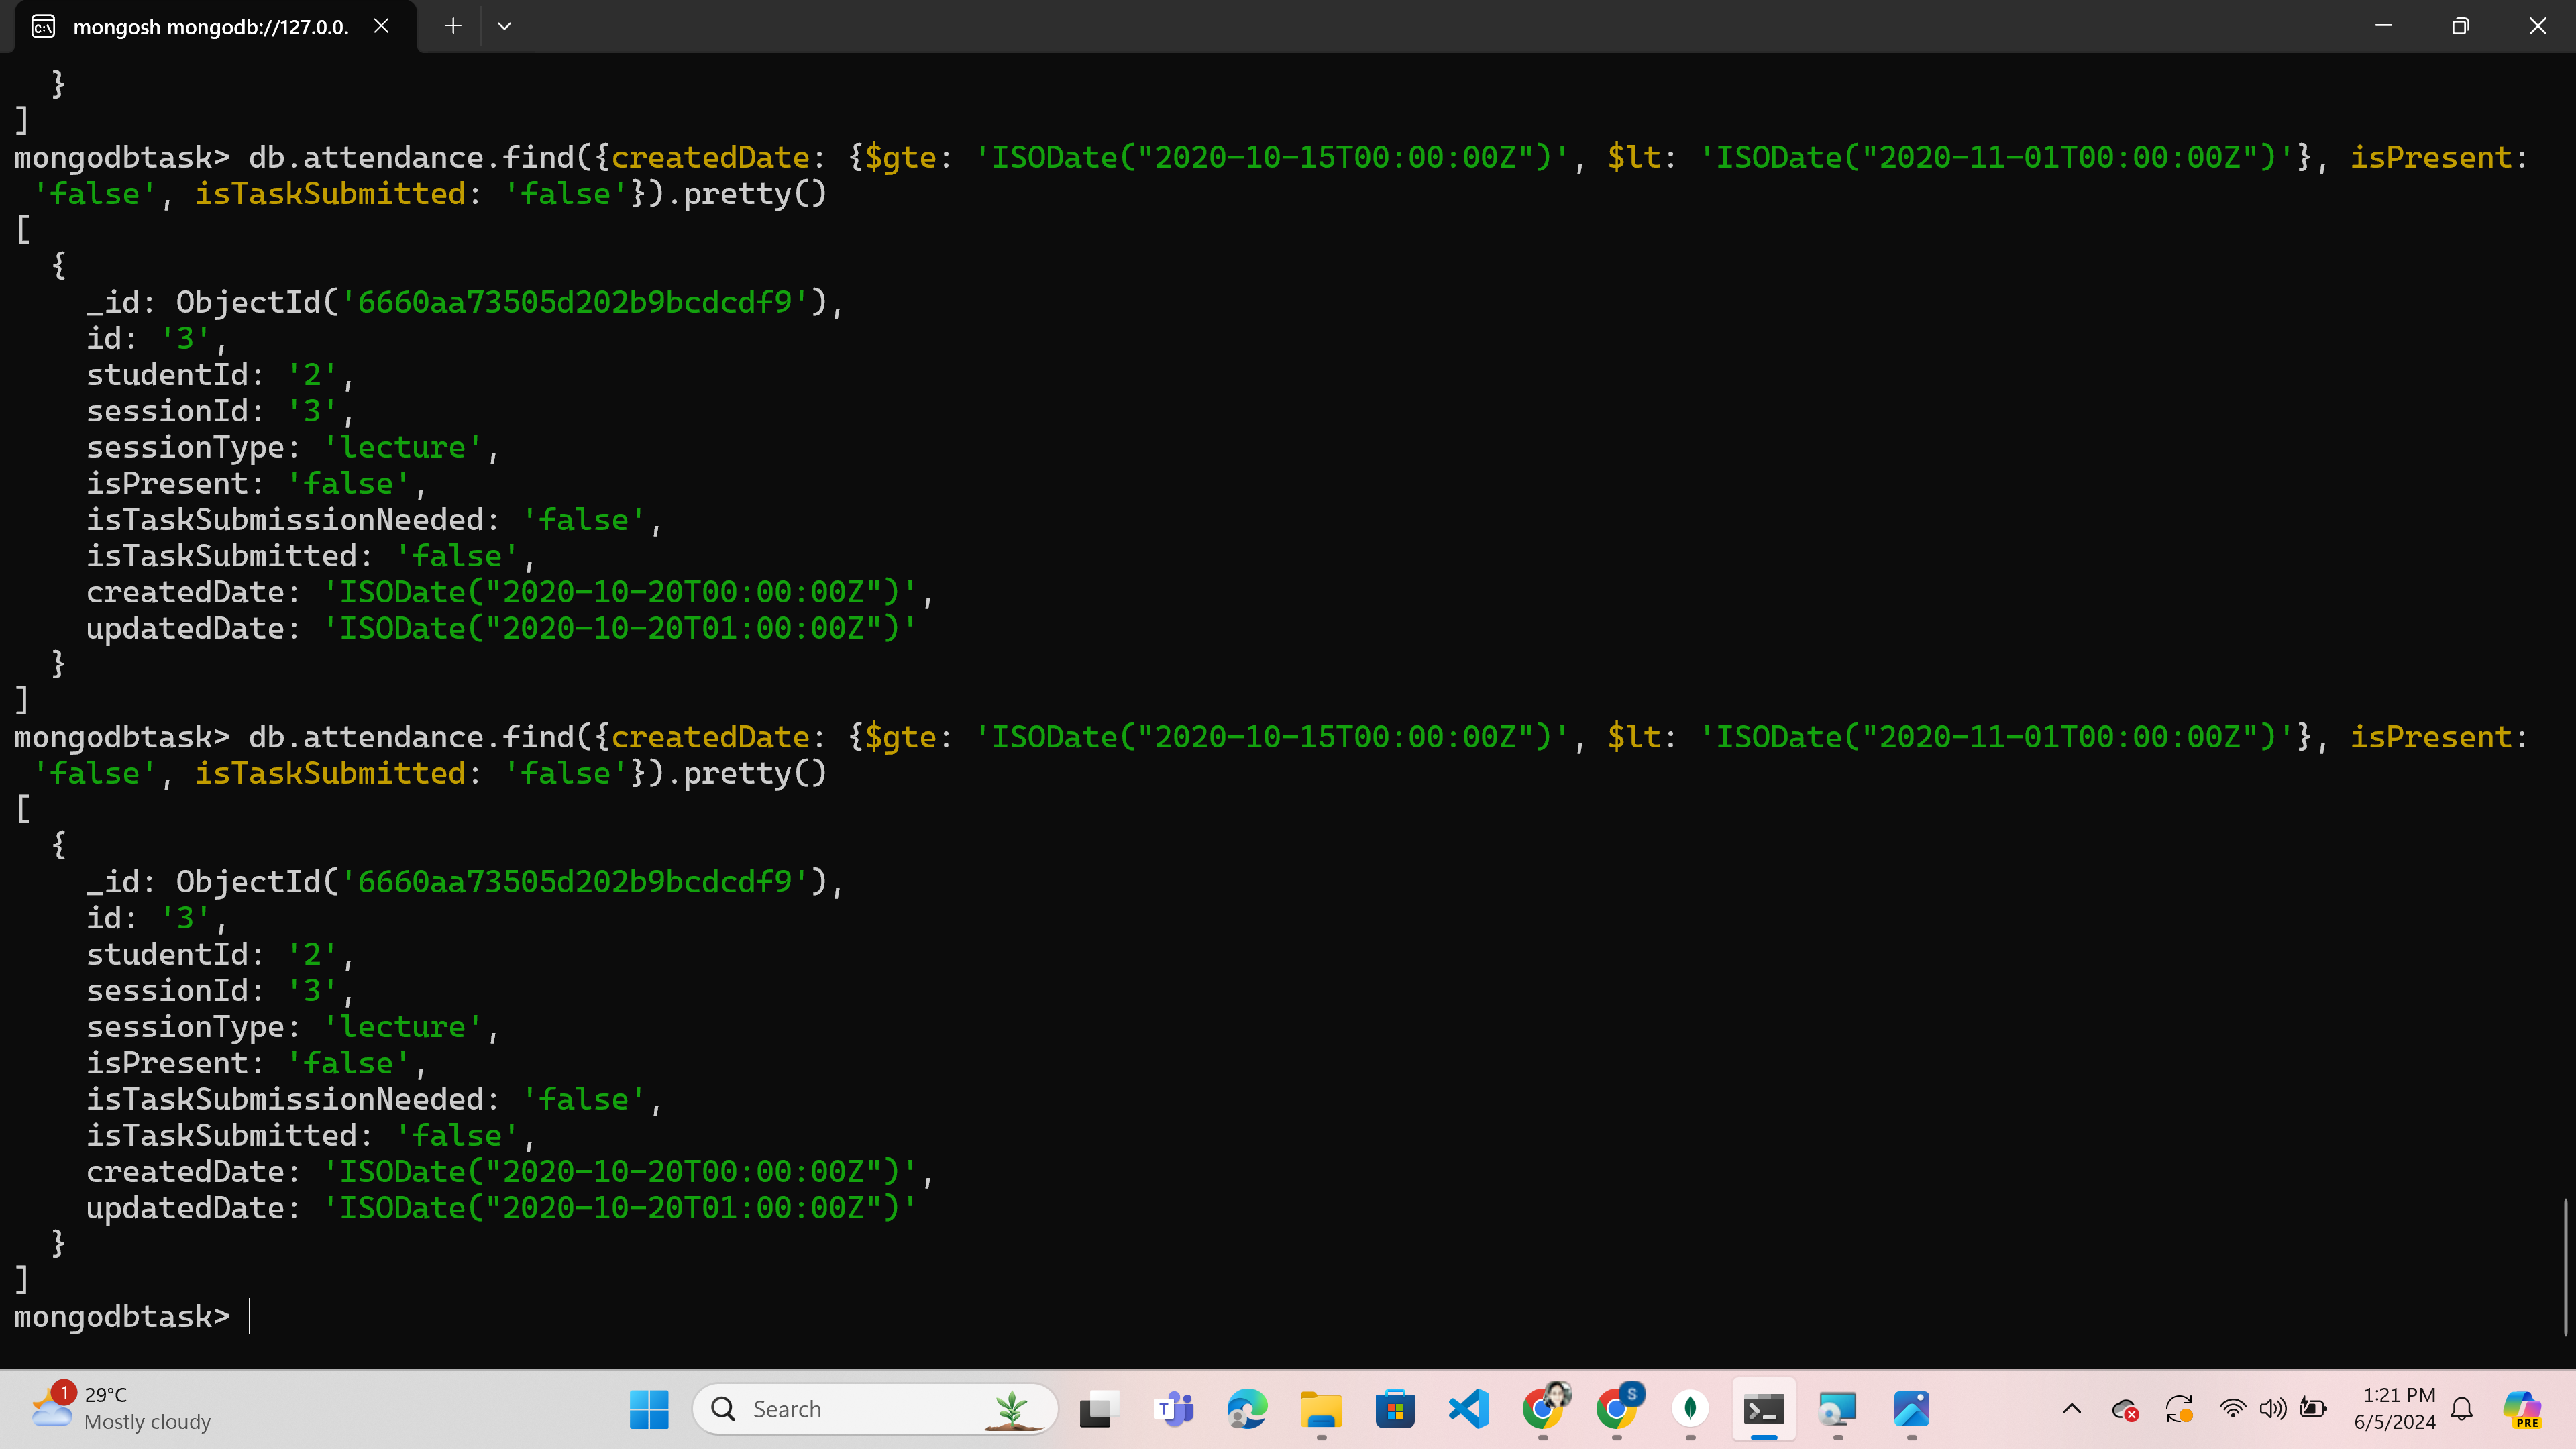 mongosh mongodb://127.0.0.
}
]
mongodbtask> db.attendance.find({createdDate: {$gte: 'ISODate("2020-10-15T00:00:00Z")', $lt: 'ISODate("2020-11-01T00:00:00Z")'}, isPresent:
'false', isTaskSubmitted: 'false'}).pretty()
[
{
_id: ObjectId('6660aa73505d202b9bcdcdf9'),
id: '3',
studentId: '2',
sessionId: '3',
sessionType: 'lecture',
isPresent: 'false',
isTaskSubmissionNeeded: 'false',
isTaskSubmitted: 'false',
createdDate: 'ISODate("2020-10-20T00:00:00Z")',
updatedDate: 'ISODate("2020-10-20T01:00:00Z")'
}
]
mongodbtask> db.attendance.find({createdDate: {$gte: 'ISODate("2020-10-15T00:00:00Z")', $lt: 'ISODate("2020-11-01T00:00:00Z")'}, isPresent:
'false', isTaskSubmitted: 'false'}).pretty()
[
{
_id: ObjectId('6660aa73505d202b9bcdcdf9'),
id: '3',
studentId: '2',
sessionId: '3',
sessionType: 'lecture',
isPresent: 'false',
isTaskSubmissionNeeded: 'false',
isTaskSubmitted: 'false',
createdDate: 'ISODate("2020-10-20T00:00:00Z")',
updatedDate: 'ISODate("2020-10-20T01:00:00Z")'
}
]
mongodbtask>
1
29°C
Mostly cloudy
Search
T
S
1:21 PM
6/5/2024
PRE